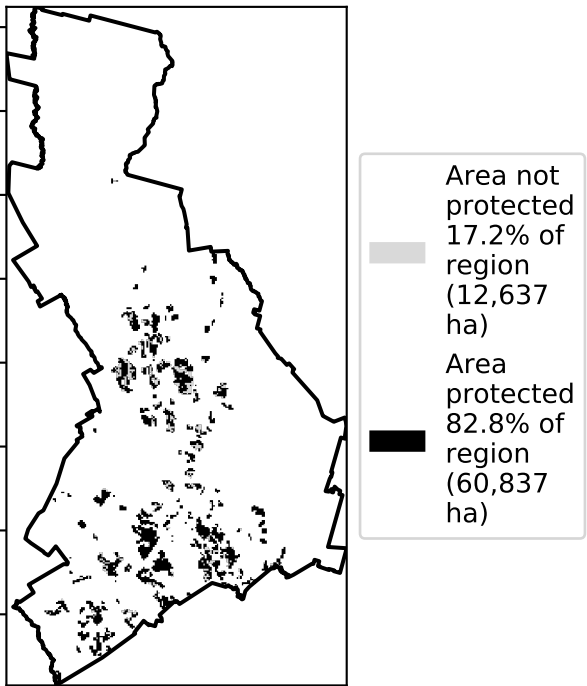 Area not
protected
17.2% of
region
(12,637
ha)
Area
protected
82.8% of
region
(60,837
ha)